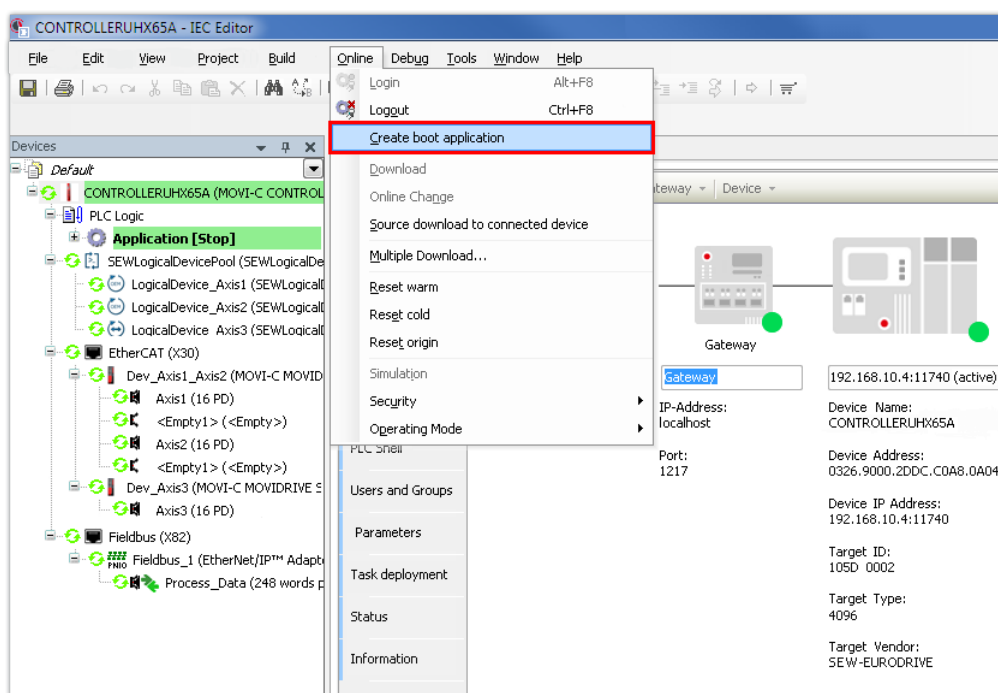 CONTROLLERUHX65A - IEC Editor
File Edit View Project Build Online Debug Tools Window Help
Login Alt+F8
Logout Ctrl+F8
Create boot application
Download
Online Change
Source download to connected device
Multiple Download...
Reset warm
Reset cold
Reset origin
Simulation
Security
Operating Mode
Devices
Default
CONTROLLERUHX65A (MOVI-C CONTROL
PLC Logic
Application [Stop]
SEWLogicalDevicePool (SEWLogicalDe
LogicalDevice_Axis1 (SEWLogical
LogicalDevice_Axis2 (SEWLogical
LogicalDevice_Axis3 (SEWLogical
EtherCAT (X30)
Dev_Axis1_Axis2 (MOVI-C MOVID
Axis1 (16 PD)
<Empty1> (<Empty>)
Axis2 (16 PD)
<Empty1> (<Empty>)
Dev_Axis3 (MOVI-C MOVIDRIVE S
Axis3 (16 PD)
Fieldbus (X82)
PNIO
Fieldbus_1 (EtherNet/IP™ Adapt
Process_Data (248 words p
PLC Shell
Users and Groups
Parameters
Task deployment
Status
Information
teway Device
Gateway
Gateway
IP-Address:
localhost
Port:
1217
192.168.10.4:11740 (active)
Device Name:
CONTROLLERUHX65A
Device Address:
0326.9000.2DDC.C0A8.0A04
Device IP Address:
192.168.10.4:11740
Target ID:
105D 0002
Target Type:
4096
Target Vendor:
SEW-EURODRIVE